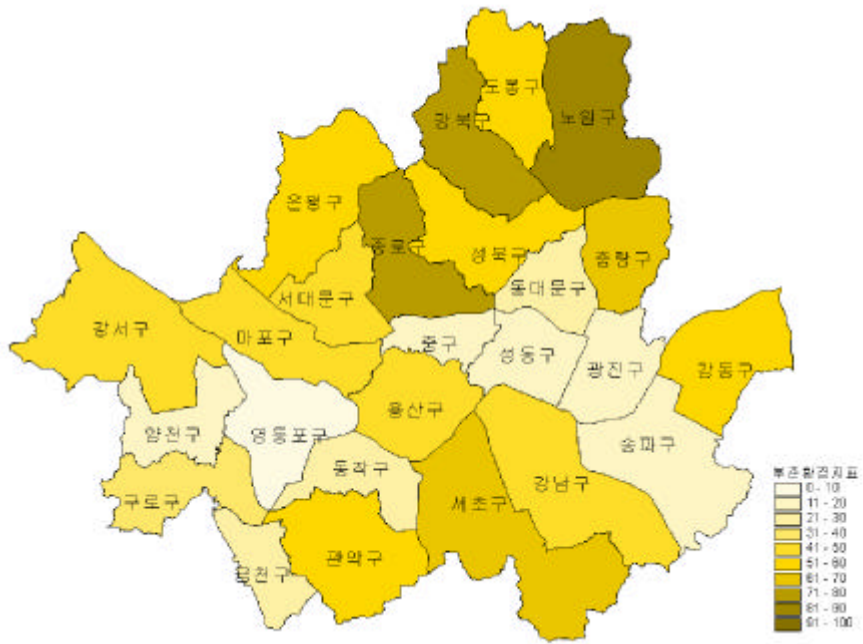 도봉구
강북구
노원구
은평구
종로구
성북구
중랑구
서대문구
동대문구
강서구
마포구
중구
성동구
광진구
강동구
용산구
양천구
영등포구
송파구
동작구
강남구
구로구
서초구
관악구
금천구
0 - 10
11 - 20
21 - 30
31 - 40
41 - 50
51 - 60
61 - 70
71 - 80
81 - 90
91 - 100